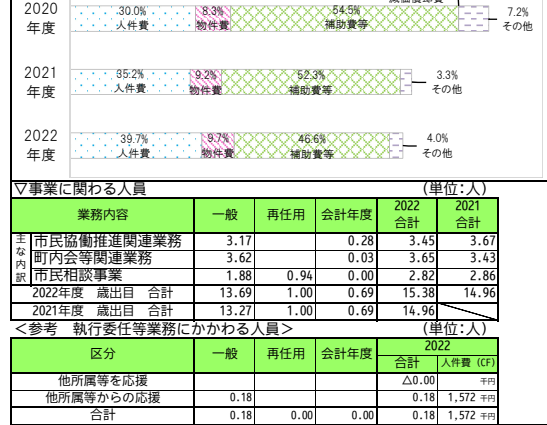 2020
年度
30.0%
人件費
8.3%
物件費
54.5%
補助費等
7.2%
その他
2021
年度
35.2%
人件費
9.2%
物件費
52.3%
補助費等
3.3%
その他
2022
年度
39.7%
人件費
9.7%
物件費
46.6%
補助費等
4.0%
その他
▽事業に関わる人員 (単位:人)
業務内容 一般 再任用 会計年度 2022 合計 2021 合計
主な内訳
市民協働推進関連業務 3.17 0.28 3.45 3.67
町内会等関連業務 3.62 0.03 3.65 3.43
市民相談事業 1.88 0.94 0.00 2.82 2.86
2022年度 歳出目 合計 13.69 1.00 0.69 15.38 14.96
2021年度 歳出目 合計 13.27 1.00 0.69 14.96
<参考 執行委任等業務にかかわる人員> (単位:人)
区分 一般 再任用 会計年度 2022
合計 人件費 (CF)
他所属等を応援 △0.00 千円
他所属等からの応援 0.18 0.18 1,572 千円
合計 0.18 0.00 0.00 0.18 1,572 千円